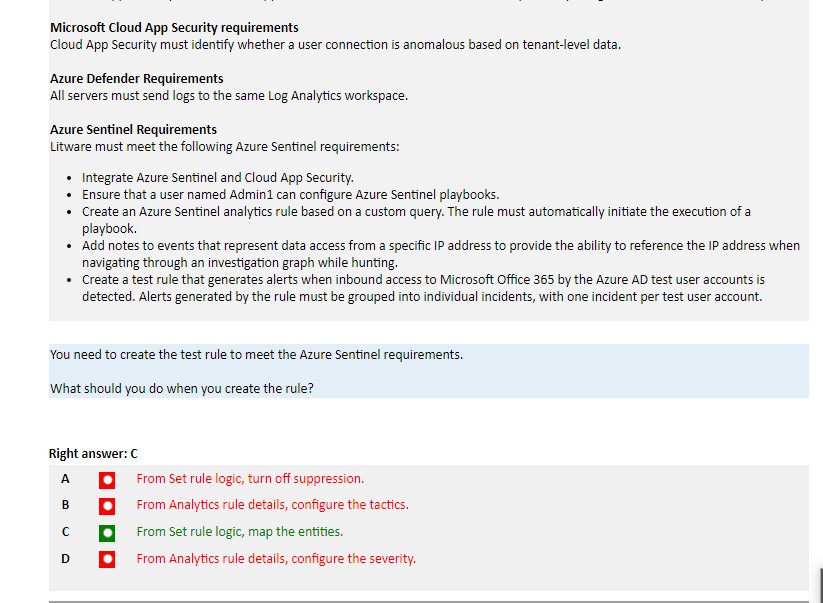 Microsoft Cloud App Security requirements
Cloud App Security must identify whether a user connection is anomalous based on tenant-level data.
Azure Defender Requirements
All servers must send logs to the same Log Analytics workspace.
Azure Sentinel Requirements
Litware must meet the following Azure Sentinel requirements:
• Integrate Azure Sentinel and Cloud App Security.
• Ensure that a user named Admin1 can configure Azure Sentinel playbooks.
• Create an Azure Sentinel analytics rule based on a custom query. The rule must automatically initiate the execution of a
playbook.
• Add notes to events that represent data access from a specific IP address to provide the ability to reference the IP address when
navigating through an investigation graph while hunting.
• Create a test rule that generates alerts when inbound access to Microsoft Office 365 by the Azure AD test user accounts is
detected. Alerts generated by the rule must be grouped into individual incidents, with one incident per test user account.
You need to create the test rule to meet the Azure Sentinel requirements.
What should you do when you create the rule?
Right answer: C
A From Set rule logic, turn off suppression.
B From Analytics rule details, configure the tactics.
C From Set rule logic, map the entities.
D From Analytics rule details, configure the severity.